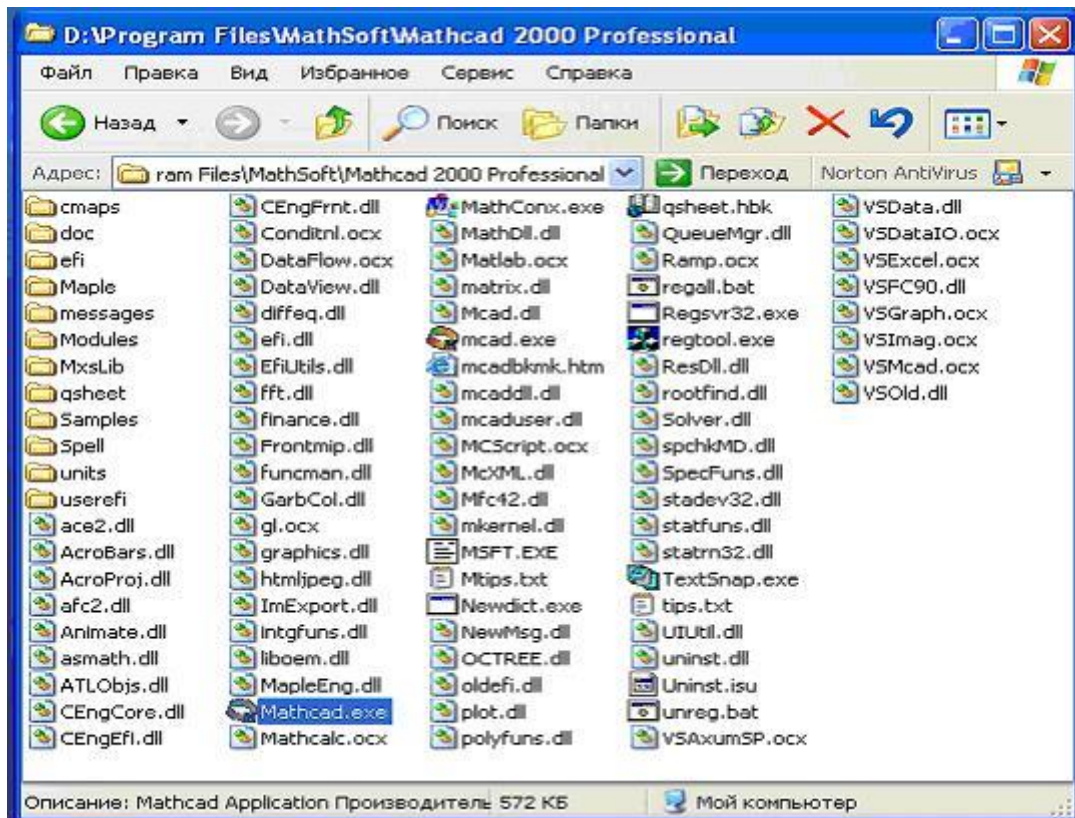 D:\Program Files\MathSoft\Mathcad 2000 Professional
Файл Правка Вид Избранное Сервис Справка
Назад Поиск Папки
Адрес: ram Files\MathSoft\Mathcad 2000 Professional Переход Norton AntiVirus
cmaps
doc
efi
Maple
messages
Modules
MxsLib
qsheet
Samples
Spell
units
userefi
ace2.dll
AcroBars.dll
AcroProj.dll
afc2.dll
Animate.dll
asmath.dll
ATLObjs.dll
CEngCore.dll
CEngEfi.dll
CEngFrnt.dll
Conditnl.ocx
DataFlow.ocx
DataView.dll
diffeq.dll
efi.dll
EfiUtils.dll
fft.dll
finance.dll
Frontmip.dll
funcman.dll
GarbCol.dll
gl.ocx
graphics.dll
htmljpeg.dll
ImExport.dll
intgfuns.dll
liboem.dll
MapleEng.dll
Mathcad.exe
Mathcalc.ocx
MathConx.exe
MathDll.dll
Matlab.ocx
matrix.dll
Mcad.dll
mcad.exe
mcadbkmk.htm
mcaddll.dll
mcaduser.dll
MCScript.ocx
McXML.dll
Mfc42.dll
mkernel.dll
MSFT.EXE
Mtips.txt
Newdict.exe
NewMsg.dll
OCTREE.dll
oldefi.dll
plot.dll
polyfuns.dll
qsheet.hbk
QueueMgr.dll
Ramp.ocx
regall.bat
Regsvr32.exe
regtool.exe
ResDll.dll
rootfind.dll
Solver.dll
spchkMD.dll
SpecFuns.dll
stadev32.dll
statfuns.dll
statrn32.dll
TextSnap.exe
tips.txt
UIUtil.dll
uninst.dll
Uninst.isu
unreg.bat
VSAxumSP.ocx
VSData.dll
VSDataIO.ocx
VSExcel.ocx
VSFC90.dll
VSGraph.ocx
VSImag.ocx
VSMcad.ocx
VSOld.dll
Описание: Mathcad Application Производитель 572 КБ Мой компьютер